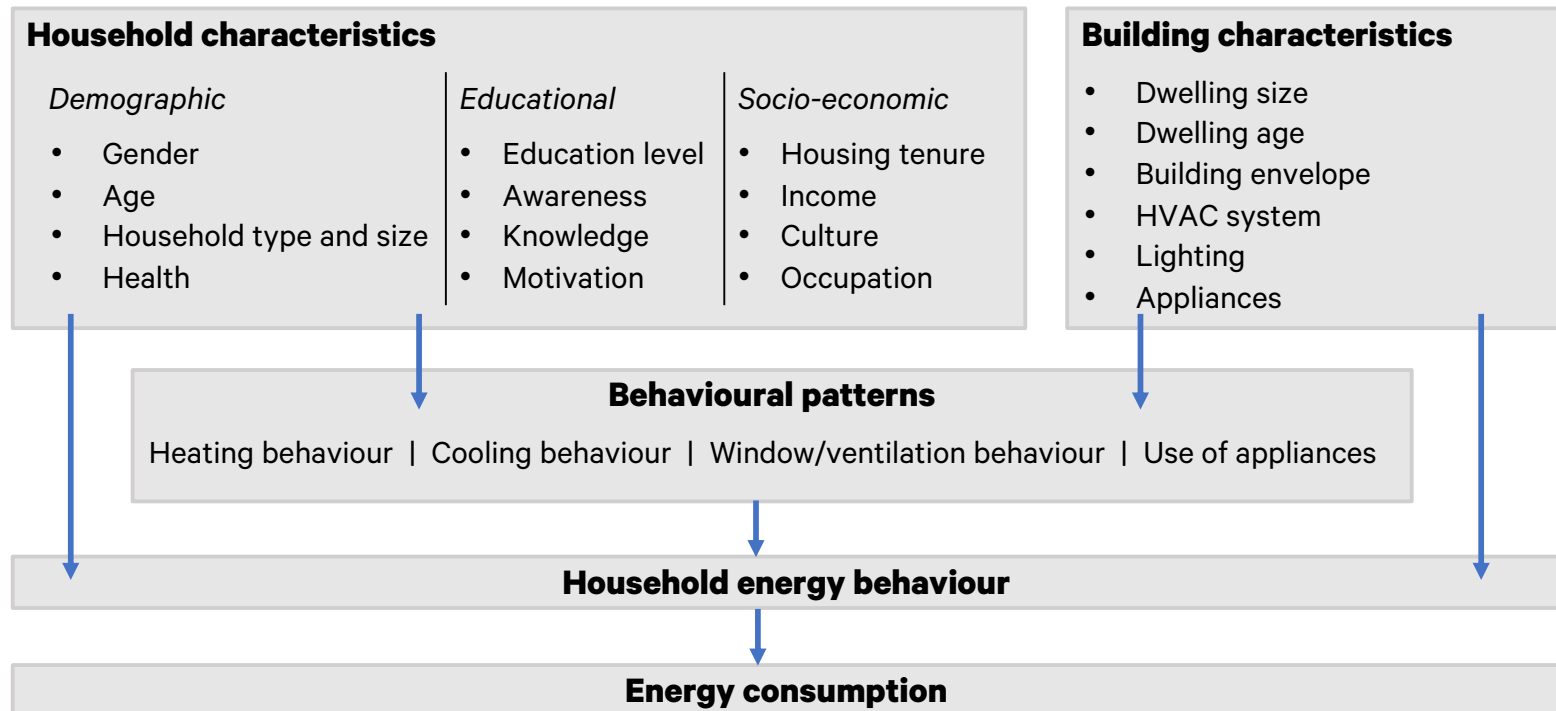 Household characteristics
Demographic
• Gender
• Age
• Household type and size
• Health
Educational
• Education level
• Awareness
• Knowledge
• Motivation
Socio-economic
• Housing tenure
• Income
• Culture
• Occupation
Building characteristics
• Dwelling size
• Dwelling age
• Building envelope
• HVAC system
• Lighting
• Appliances
Behavioural patterns
Heating behaviour | Cooling behaviour | Window/ventilation behaviour | Use of appliances
Household energy behaviour
Energy consumption